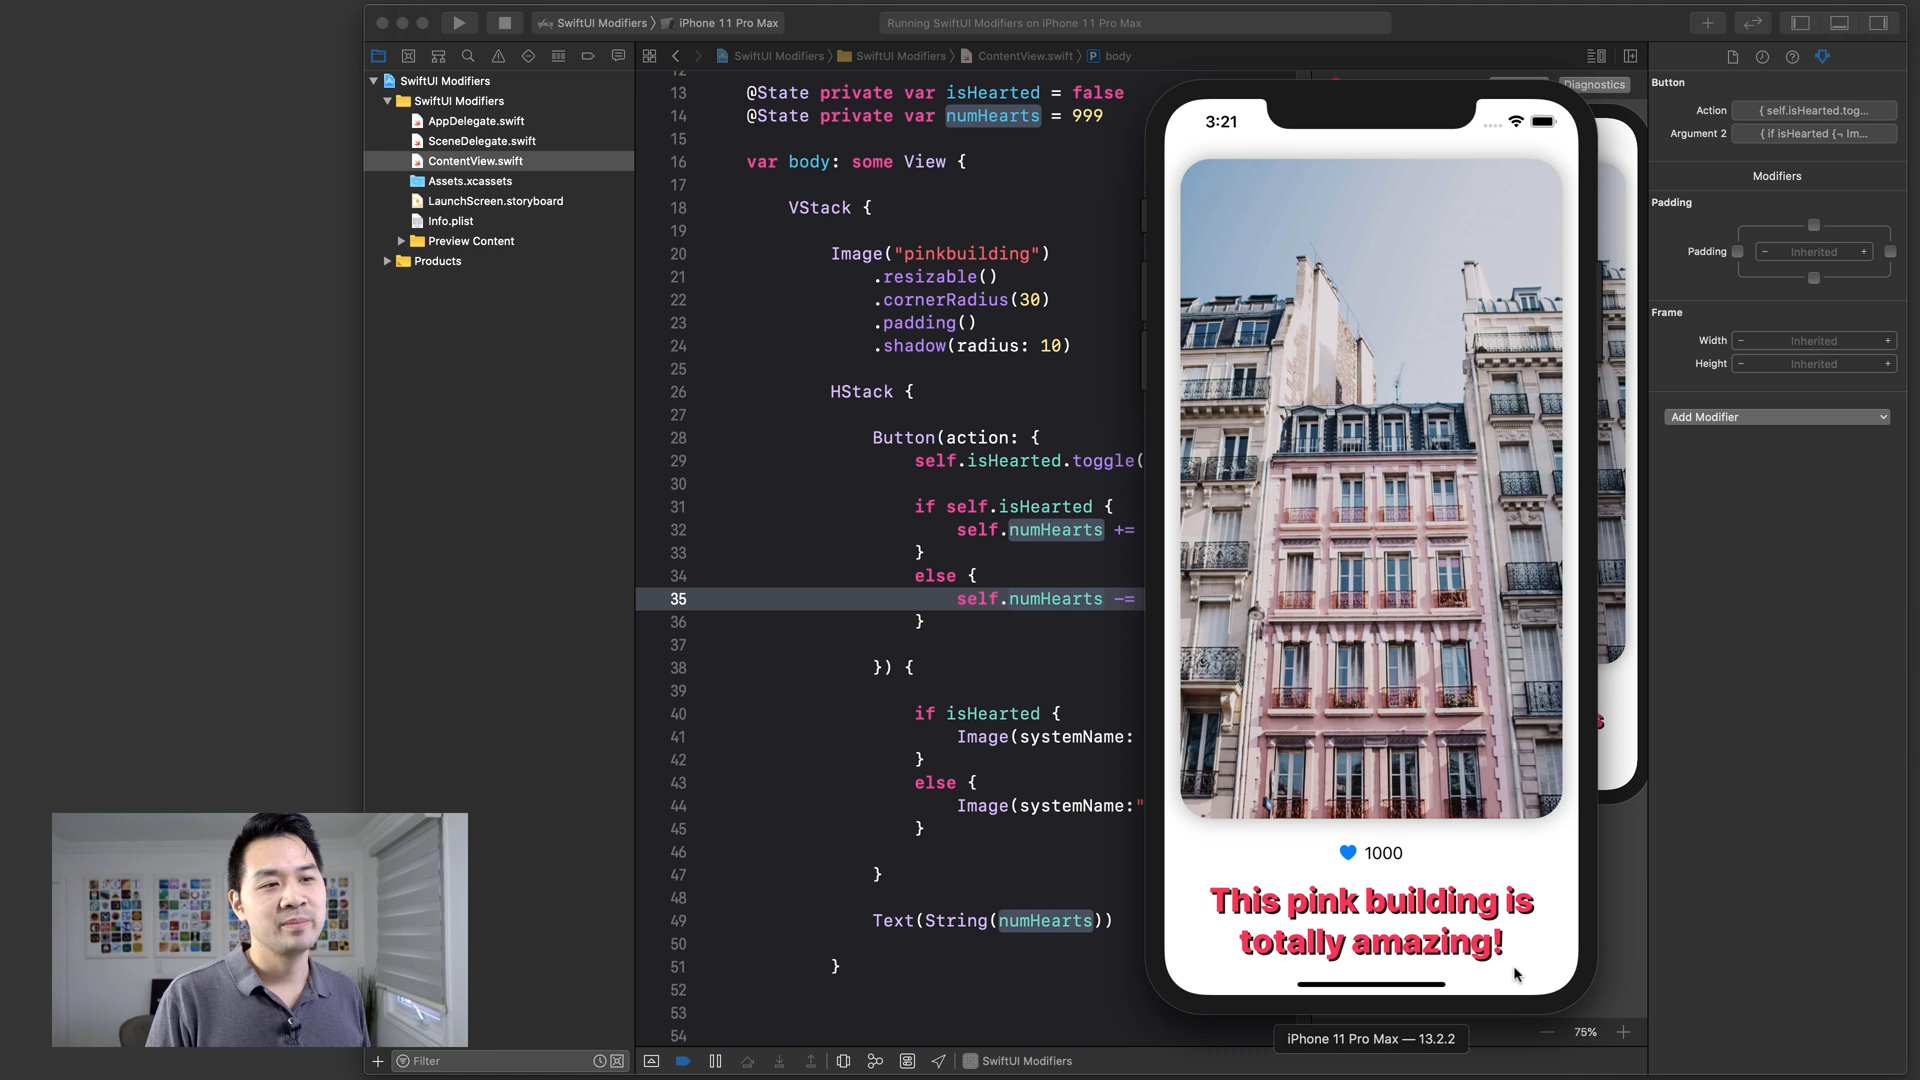 SwiftUI Modifiers
iPhone 11 Pro Max
Running SwiftUI Modifiers on iPhone 11 Pro Max
SwiftUI Modifiers
SwiftUI Modifiers
ContentView.swift
P body
SwiftUI Modifiers
SwiftUI Modifiers
AppDelegate.swift
SceneDelegate.swift
ContentView.swift
Assets.xcassets
LaunchScreen.storyboard
Info.plist
Preview Content
Products
Filter
12
13 @State private var isHearted = false
14 @State private var numHearts = 999
15
16 var body: some View {
17
18 VStack {
19
20 Image("pinkbuilding")
21 .resizable()
22 .cornerRadius(30)
23 .padding()
24 .shadow(radius: 10)
25
26 HStack {
27
28 Button(action: {
29 self.isHearted.toggle(
30
31 if self.isHearted {
32 self.numHearts +=
33 }
34 else {
35 self.numHearts -=
36 }
37
38 }) {
39
40 if isHearted {
41 Image(systemName:
42 }
43 else {
44 Image(systemName:"
45 }
46
47 }
48
49 Text(String(numHearts))
50
51 }
52
53
54
Diagnostics
3:21
1000
This pink building is
totally amazing!
s
iPhone 11 Pro Max — 13.2.2
75%
SwiftUI Modifiers
Button
Action { self.isHearted.tog...
Argument 2 { if isHearted {¬ Im...
Modifiers
Padding
Padding − Inherited +
Frame
Width − Inherited +
Height − Inherited +
Add Modifier